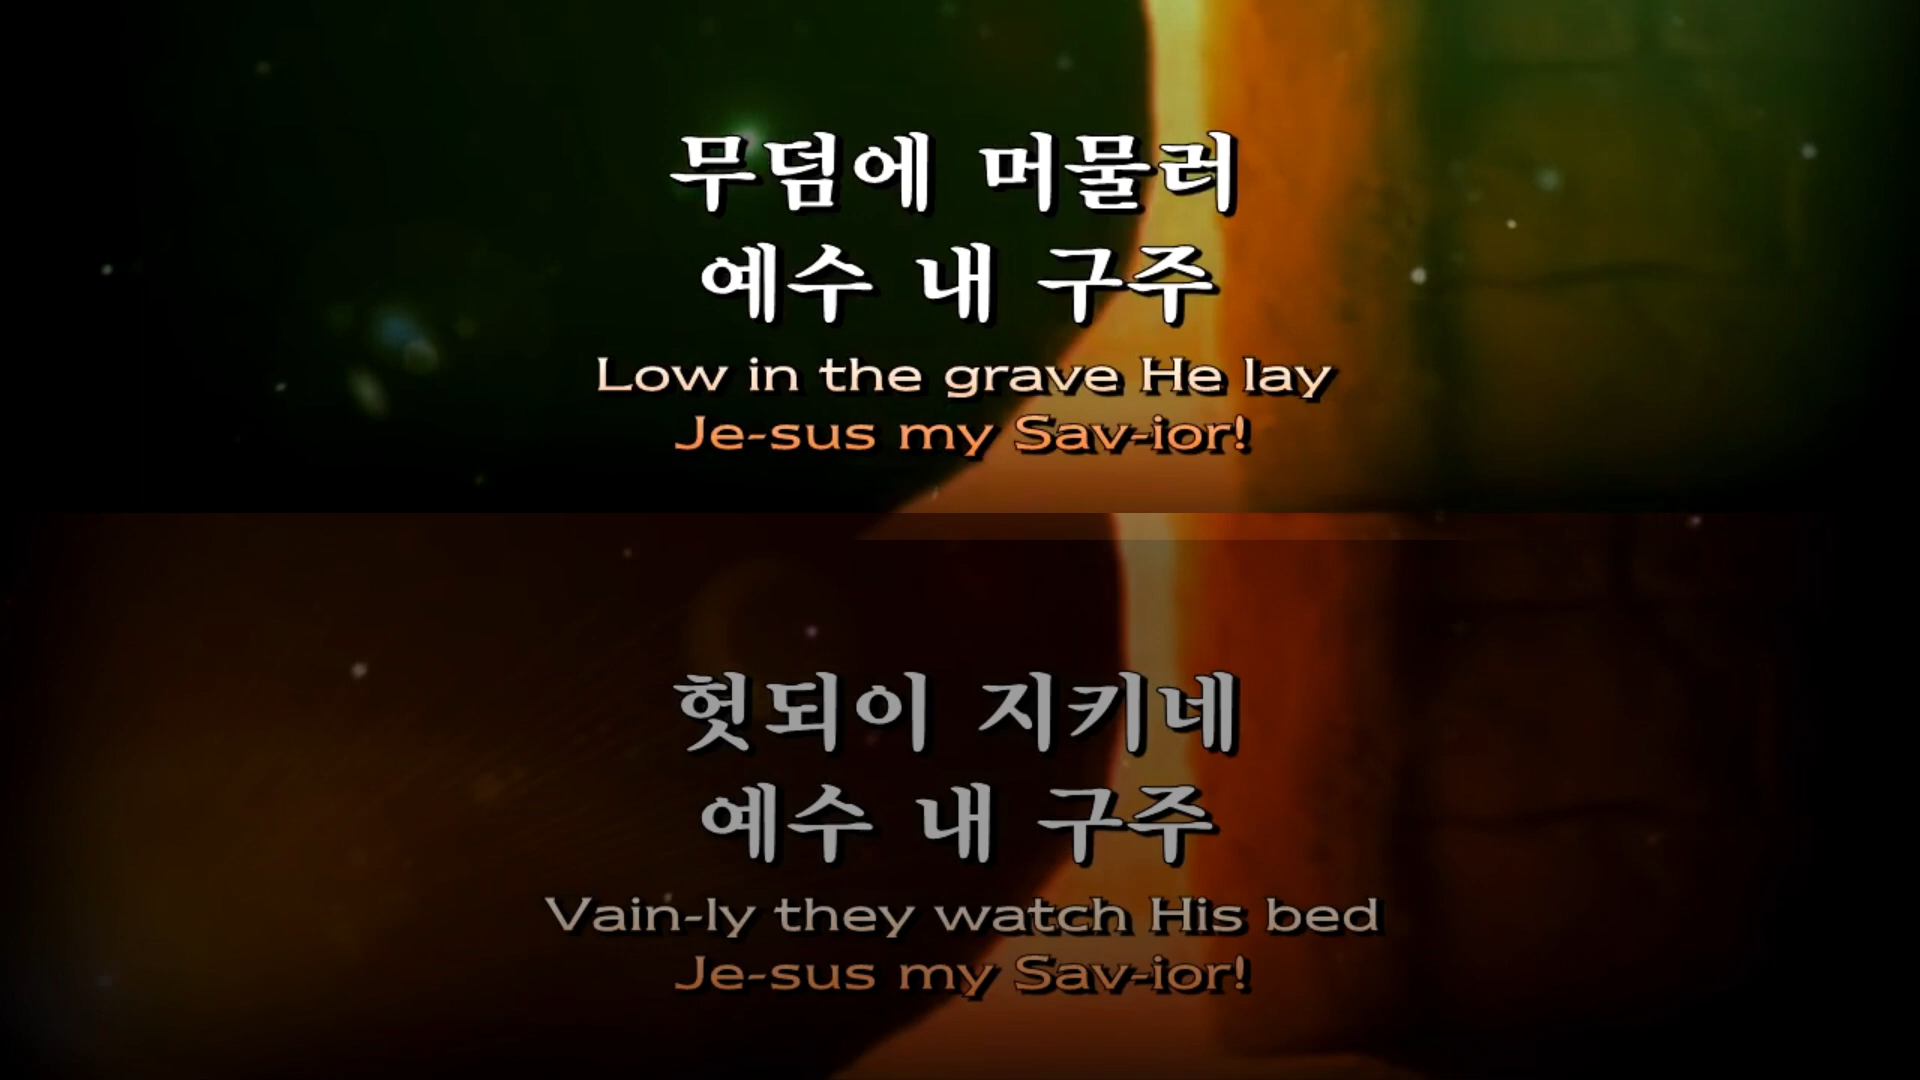 무덤에 머물러
예수 내 구주
Low in the grave He lay
Je-sus my Sav-ior!
헛되이 지키네
예수 내 구주
Vain-ly they watch His bed
Je-sus my Sav-ior!